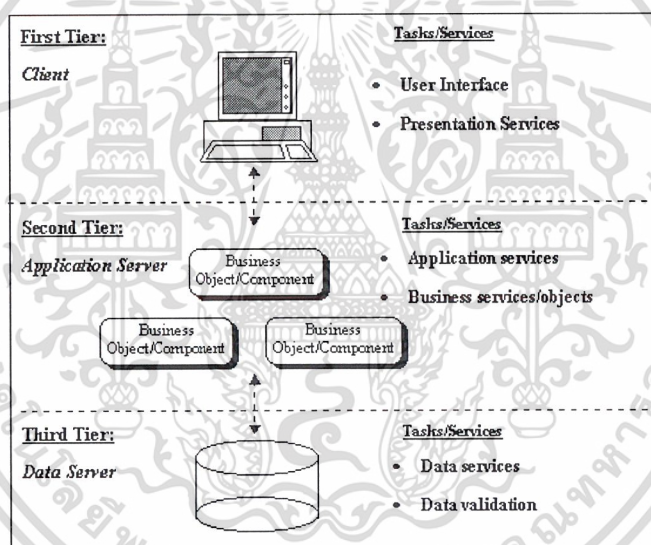 First Tier:
Client
Tasks/Services
• User Interface
• Presentation Services
Second Tier:
Application Server
Business
Object/Component
Business
Object/Component
Business
Object/Component
Tasks/Services
• Application services
• Business services/objects
Third Tier:
Data Server
Tasks/Services
• Data services
• Data validation